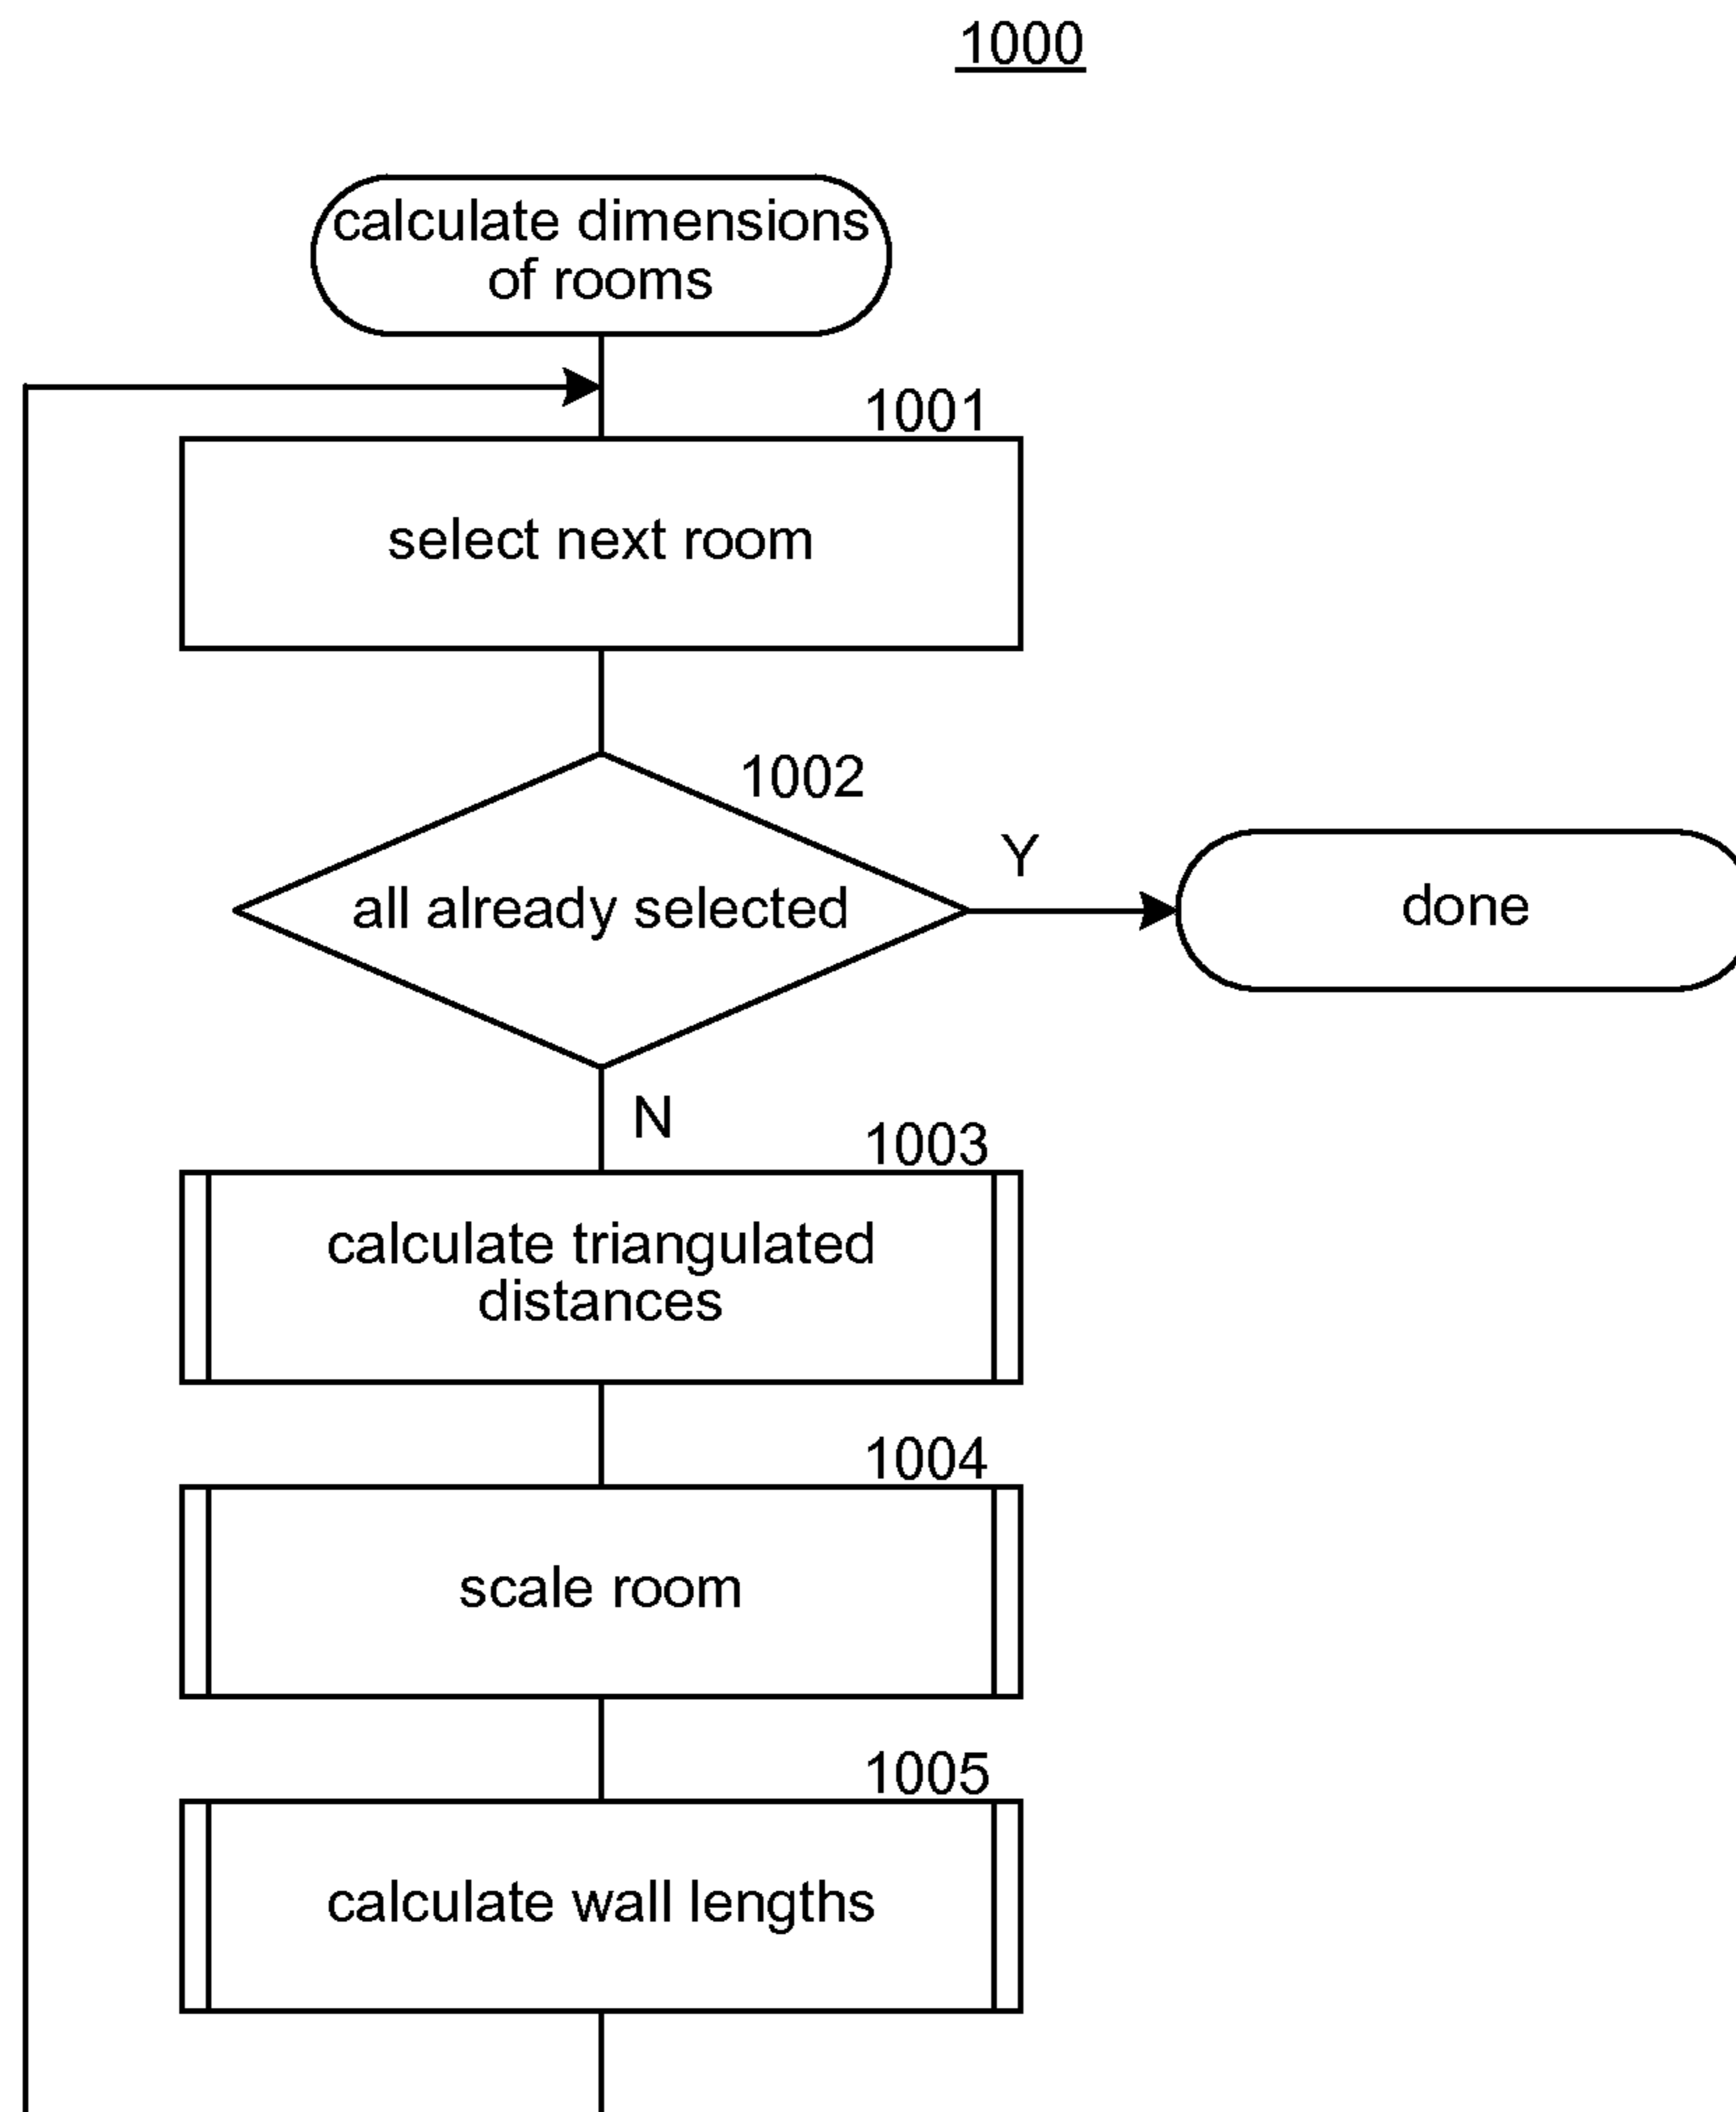 1000
calculate dimensions
of rooms
1001
select next room
1002
all already selected
Y
done
N
1003
calculate triangulated
distances
1004
scale room
1005
calculate wall lengths